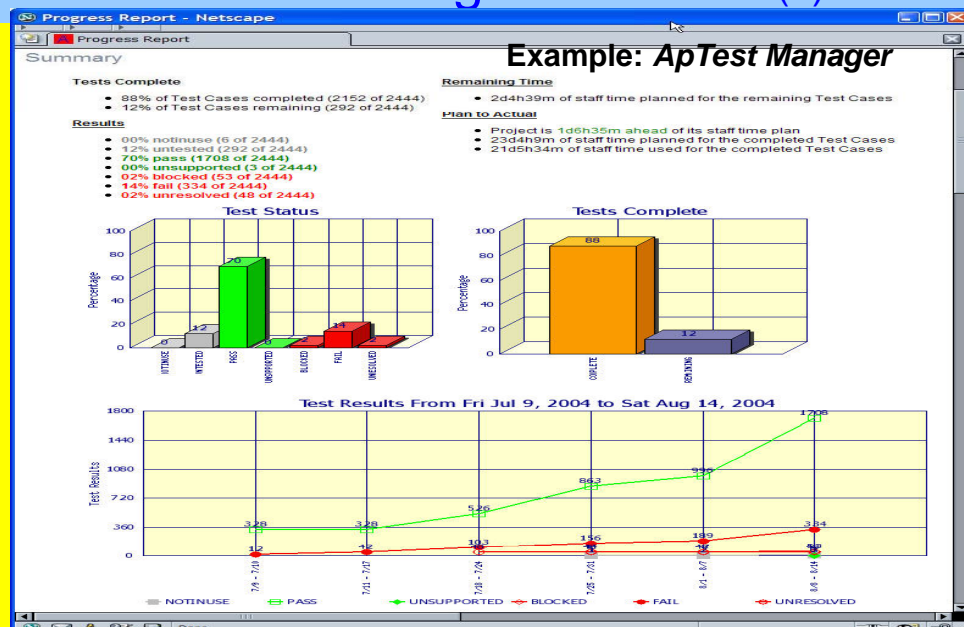 Progress Report - Netscape
Progress Report
Example: ApTest Manager
Summary
Tests Complete
88% of Test Cases completed (2152 of 2444)
12% of Test Cases remaining (292 of 2444)
Results
00% notinuse (6 of 2444)
12% untested (292 of 2444)
70% pass (1708 of 2444)
00% unsupported (3 of 2444)
02% blocked (53 of 2444)
14% fail (334 of 2444)
02% unresolved (48 of 2444)
Remaining Time
2d4h39m of staff time planned for the remaining Test Cases
Plan to Actual
Project is 1d6h35m ahead of its staff time plan
23d4h9m of staff time planned for the completed Test Cases
21d5h34m of staff time used for the completed Test Cases
Test Status
Percentage
100
80
60
40
20
0
0
12
70
0
2
14
2
NOTINUSE
UNTESTED
PASS
UNSUPPORTED
BLOCKED
FAIL
UNRESOLVED
Tests Complete
Percentage
100
80
60
40
20
0
88
12
COPLETE
REMINING
Test Results From Fri Jul 9, 2004 to Sat Aug 14, 2004
Test Results
1800
1440
1080
720
360
0
328
328
526
863
996
1708
12
42
103
156
189
334
7/9 - 7/10
7/11 - 7/17
7/18 - 7/24
7/25 - 7/31
8/1 - 8/7
8/8 - 8/14
NOTINUSE
PASS
UNSUPPORTED
BLOCKED
FAIL
UNRESOLVED